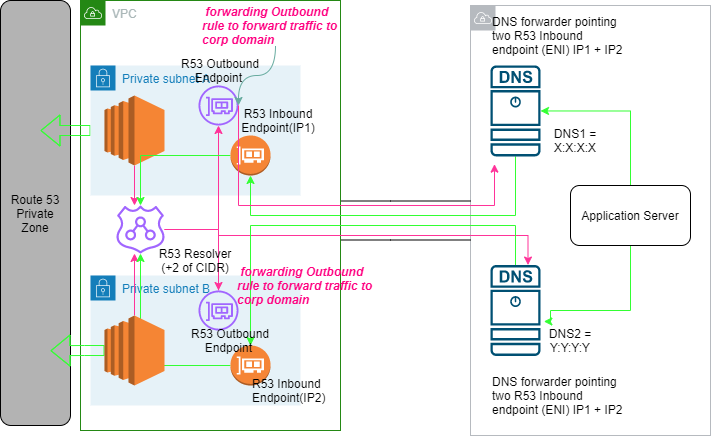 VPC
forwarding Outbound
rule to forward traffic to
corp domain
DNS forwarder pointing
two R53 Inbound
endpoint (ENI) IP1 + IP2
R53 Outbound
Endpoint
Private subnet A
DNS
R53 Inbound
Endpoint(IP1)
DNS1 =
X:X:X:X
Route 53
Private
Zone
Application Server
R53 Resolver
(+2 of CIDR)
forwarding Outbound
rule to forward traffic to
corp domain
Private subnet B
DNS
R53 Outbound
Endpoint
DNS2 =
Y:Y:Y:Y
R53 Inbound
Endpoint(IP2)
DNS forwarder pointing
two R53 Inbound
endpoint (ENI) IP1 + IP2